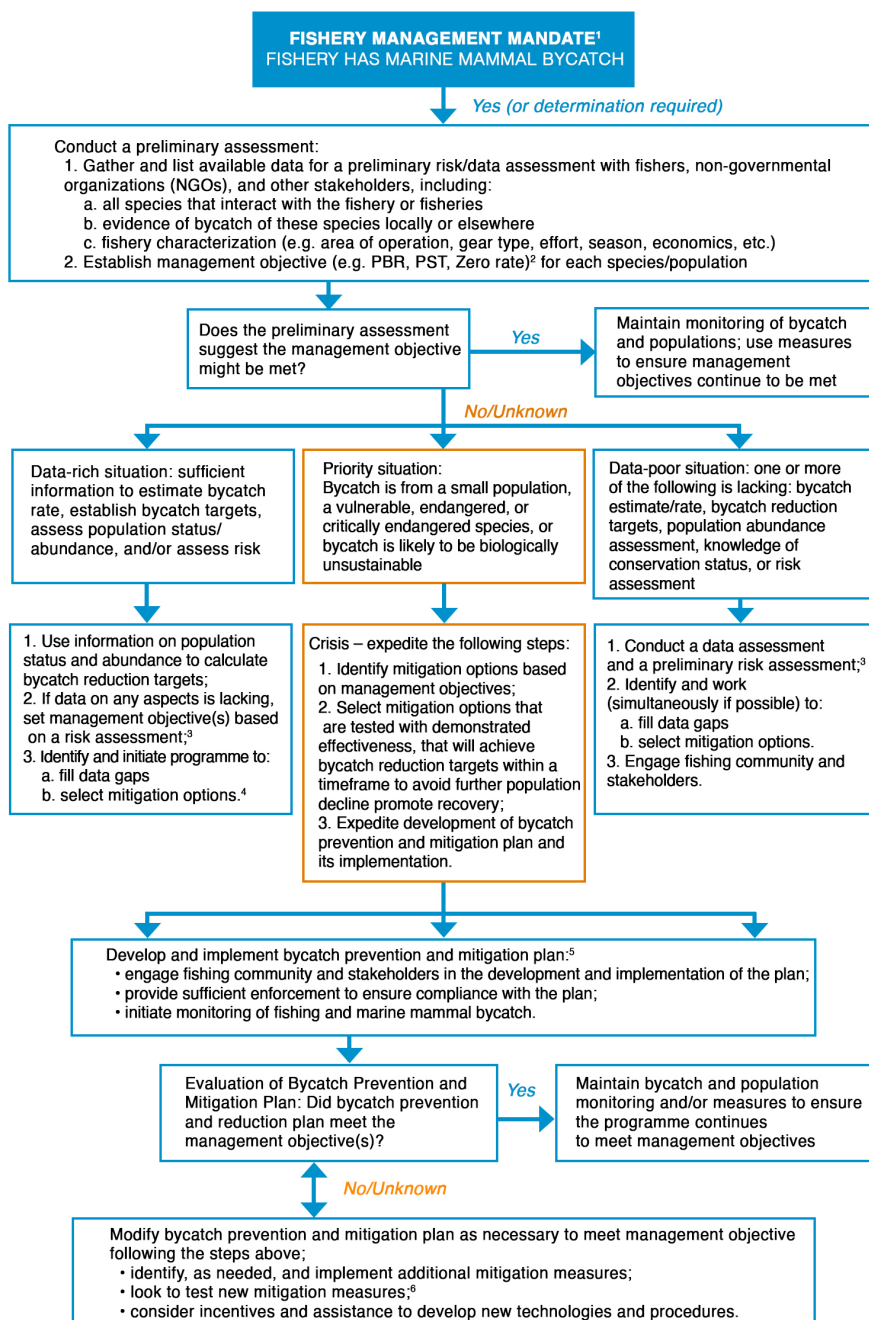 FISHERY MANAGEMENT MANDATE¹
FISHERY HAS MARINE MAMMAL BYCATCH
Yes (or determination required)
Conduct a preliminary assessment:
1. Gather and list available data for a preliminary risk/data assessment with fishers, non-governmental
organizations (NGOs), and other stakeholders, including:
a. all species that interact with the fishery or fisheries
b. evidence of bycatch of these species locally or elsewhere
c. fishery characterization (e.g. area of operation, gear type, effort, season, economics, etc.)
2. Establish management objective (e.g. PBR, PST, Zero rate)² for each species/population
Does the preliminary assessment
suggest the management objective
might be met?
Yes
Maintain monitoring of bycatch
and populations; use measures
to ensure management
objectives continue to be met
No/Unknown
Data-rich situation: sufficient
information to estimate bycatch
rate, establish bycatch targets,
assess population status/
abundance, and/or assess risk
Priority situation:
Bycatch is from a small population,
a vulnerable, endangered, or
critically endangered species, or
bycatch is likely to be biologically
unsustainable
Data-poor situation: one or more
of the following is lacking: bycatch
estimate/rate, bycatch reduction
targets, population abundance
assessment, knowledge of
conservation status, or risk
assessment
1. Use information on population
status and abundance to calculate
bycatch reduction targets;
2. If data on any aspects is lacking,
set management objective(s) based
on a risk assessment;³
3. Identify and initiate programme to:
a. fill data gaps
b. select mitigation options.⁴
Crisis – expedite the following steps:
1. Identify mitigation options based
on management objectives;
2. Select mitigation options that
are tested with demonstrated
effectiveness, that will achieve
bycatch reduction targets within a
timeframe to avoid further population
decline promote recovery;
3. Expedite development of bycatch
prevention and mitigation plan and
its implementation.
1. Conduct a data assessment
and a preliminary risk assessment;³
2. Identify and work
(simultaneously if possible) to:
a. fill data gaps
b. select mitigation options.
3. Engage fishing community and
stakeholders.
Develop and implement bycatch prevention and mitigation plan:⁵
• engage fishing community and stakeholders in the development and implementation of the plan;
• provide sufficient enforcement to ensure compliance with the plan;
• initiate monitoring of fishing and marine mammal bycatch.
Evaluation of Bycatch Prevention and
Mitigation Plan: Did bycatch prevention
and reduction plan meet the
management objective(s)?
Yes
Maintain bycatch and population
monitoring and/or measures to ensure
the programme continues
to meet management objectives
No/Unknown
Modify bycatch prevention and mitigation plan as necessary to meet management objective
following the steps above;
• identify, as needed, and implement additional mitigation measures;
• look to test new mitigation measures;⁶
• consider incentives and assistance to develop new technologies and procedures.